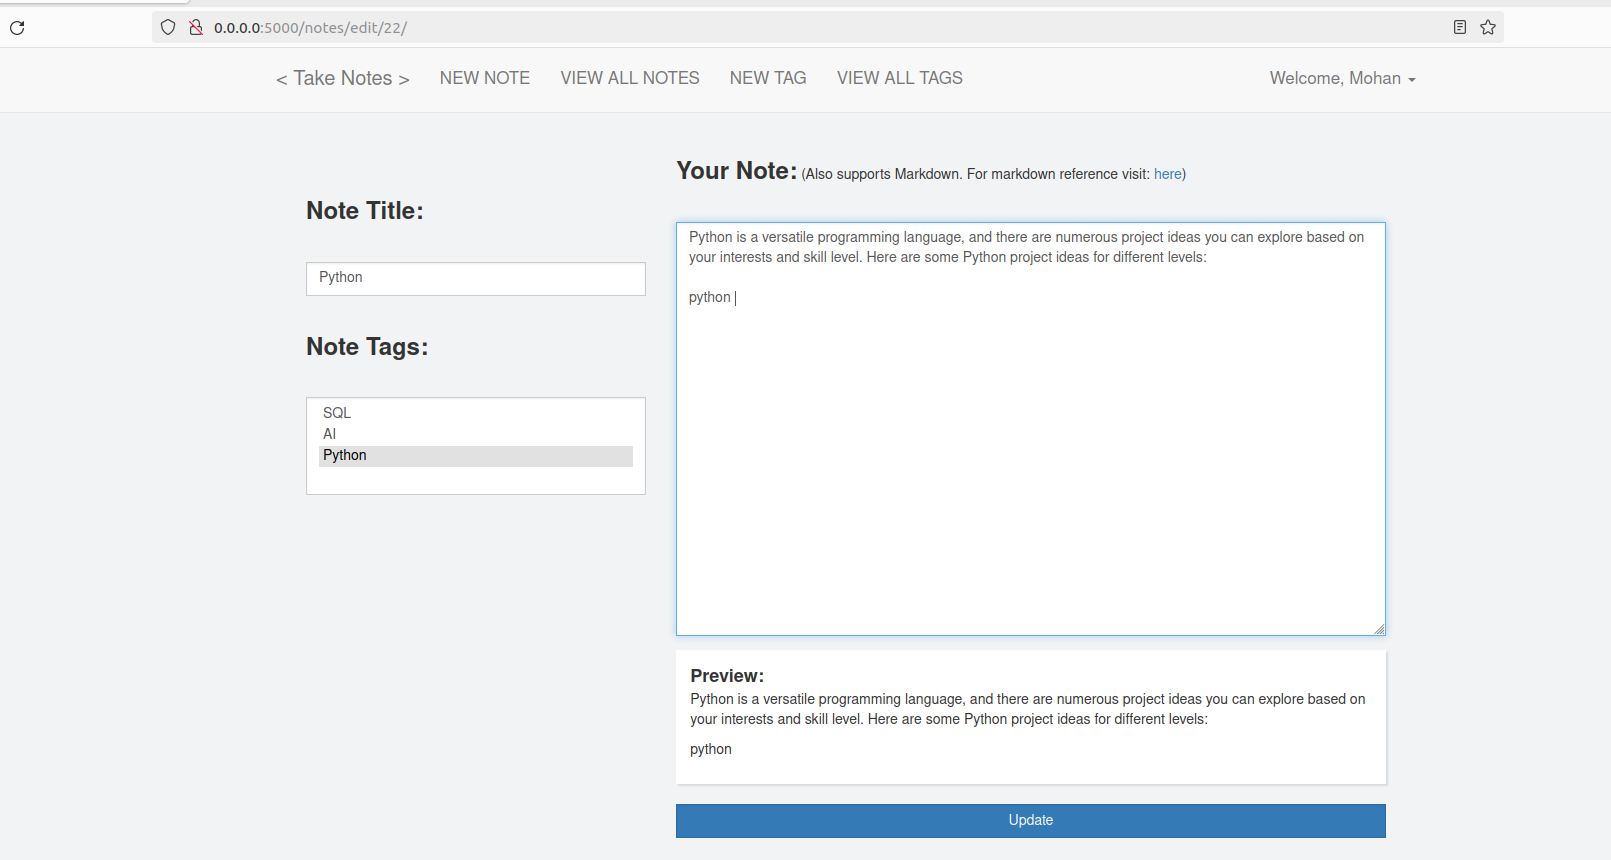 0.0.0.0:5000/notes/edit/22/
< Take Notes > NEW NOTE VIEW ALL NOTES NEW TAG VIEW ALL TAGS Welcome, Mohan
Note Title:
Python
Note Tags:
SQL
AI
Python
Your Note: (Also supports Markdown. For markdown reference visit: here)
Python is a versatile programming language, and there are numerous project ideas you can explore based on
your interests and skill level. Here are some Python project ideas for different levels:
python
Preview:
Python is a versatile programming language, and there are numerous project ideas you can explore based on
your interests and skill level. Here are some Python project ideas for different levels:
python
Update